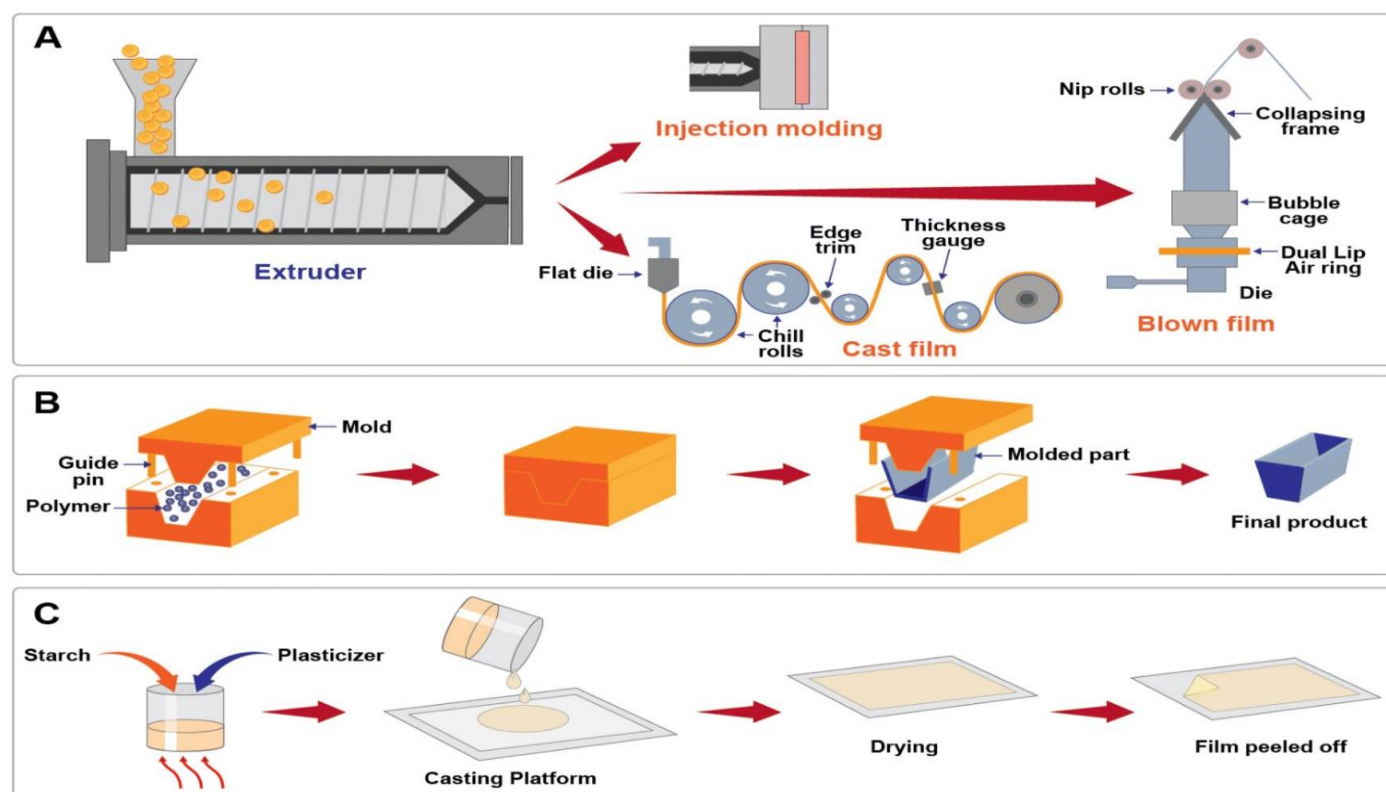 A
Extruder
Injection molding
Flat die
Edge
trim
Thickness
gauge
Chill
rolls
Cast film
Nip rolls
Collapsing
frame
Bubble
cage
Dual Lip
Air ring
Die
Blown film
B
Mold
Guide
pin
Polymer
Molded part
Final product
C
Starch
Plasticizer
Casting Platform
Drying
Film peeled off